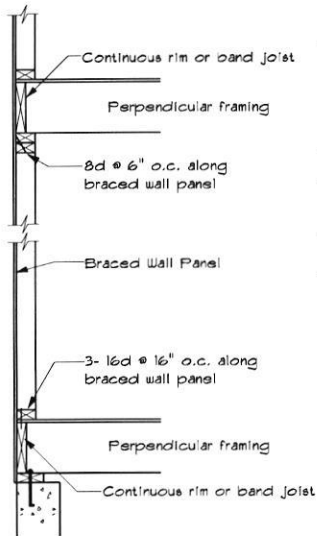 Continuous rim or band joist
Perpendicular framing
8d @ 6" o.c. along
braced wall panel
Braced Wall Panel
3- 16d @ 16" o.c. along
braced wall panel
Perpendicular framing
Continuous rim or band joist